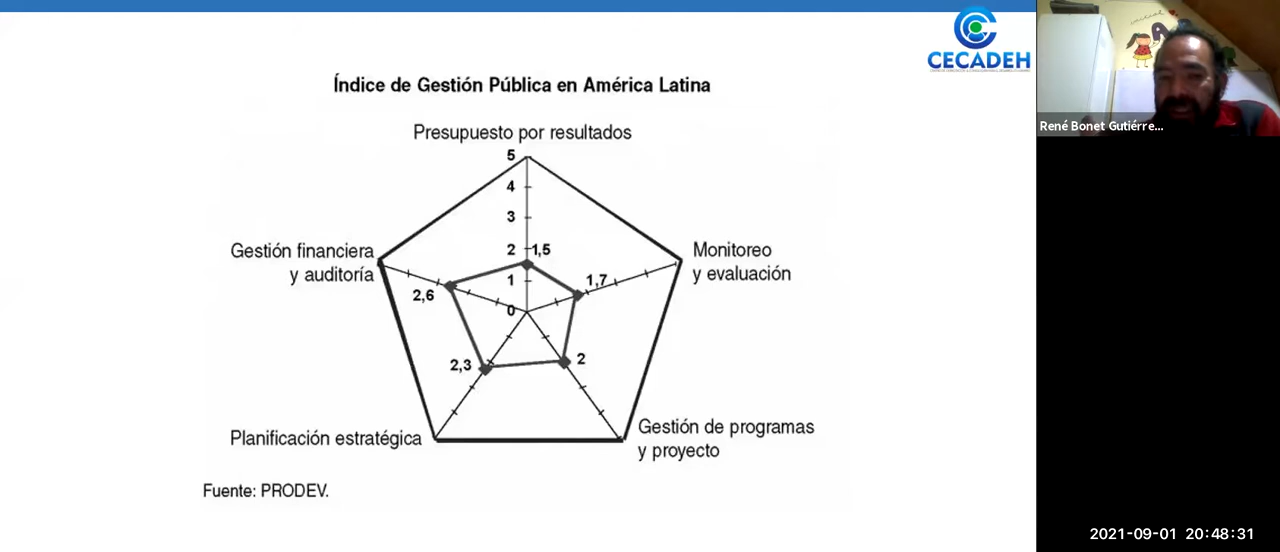 CECADEH
Índice de Gestión Pública en América Latina
Presupuesto por resultados
5
4
3
2
1,5
1
0
Monitoreo
y evaluación
1,7
Gestión financiera
y auditoría
2,6
2,3
2
Planificación estratégica
Gestión de programas
y proyecto
Fuente: PRODEV.
René Bonet Gutiérre...
2021-09-01 20:48:31